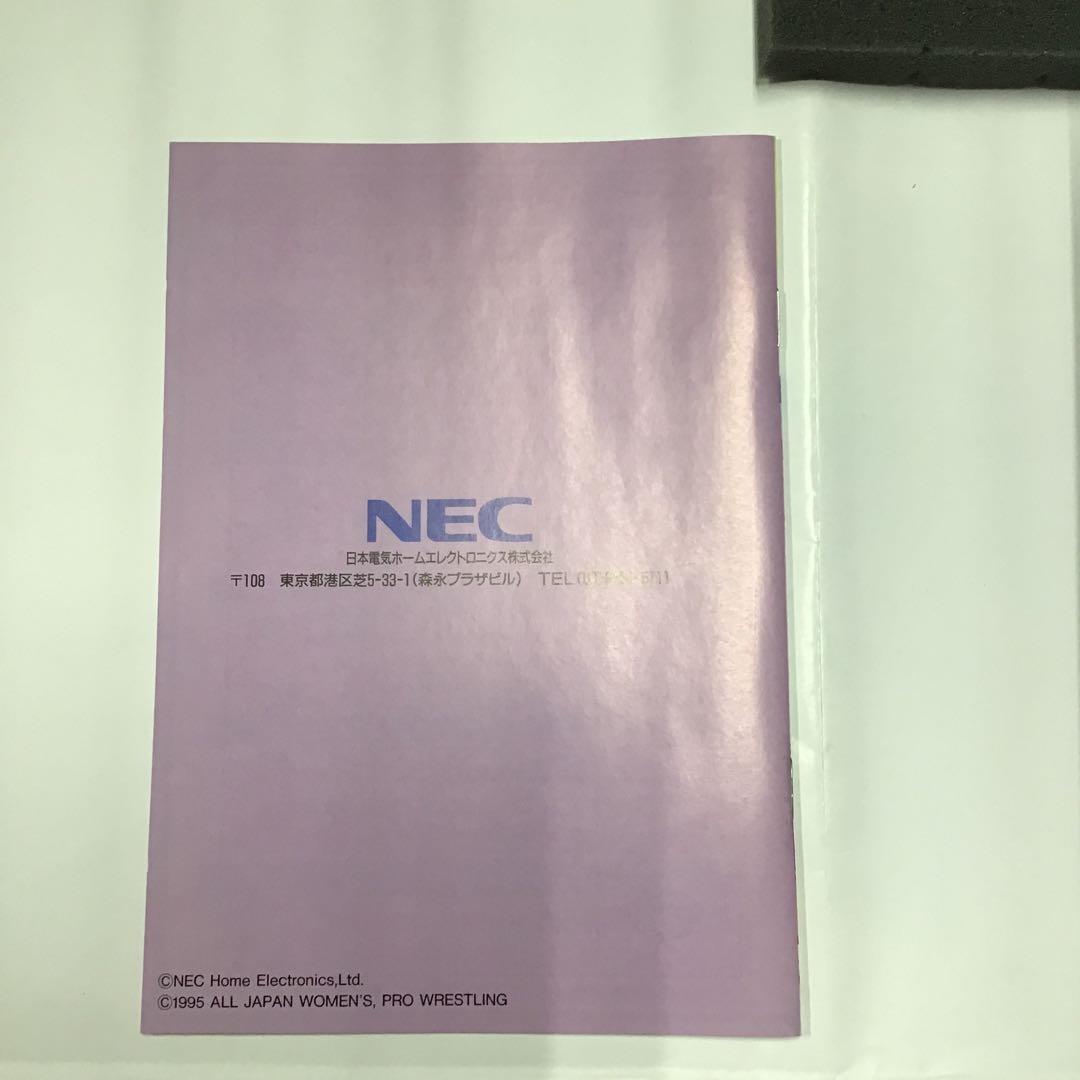 NEC
日本電気ホームエレクトロニクス株式会社
〒108 東京都港区芝5-33-1(森永プラザビル) TEL
©NEC Home Electronics,Ltd.
©1995 ALL JAPAN WOMEN'S, PRO WRESTLING